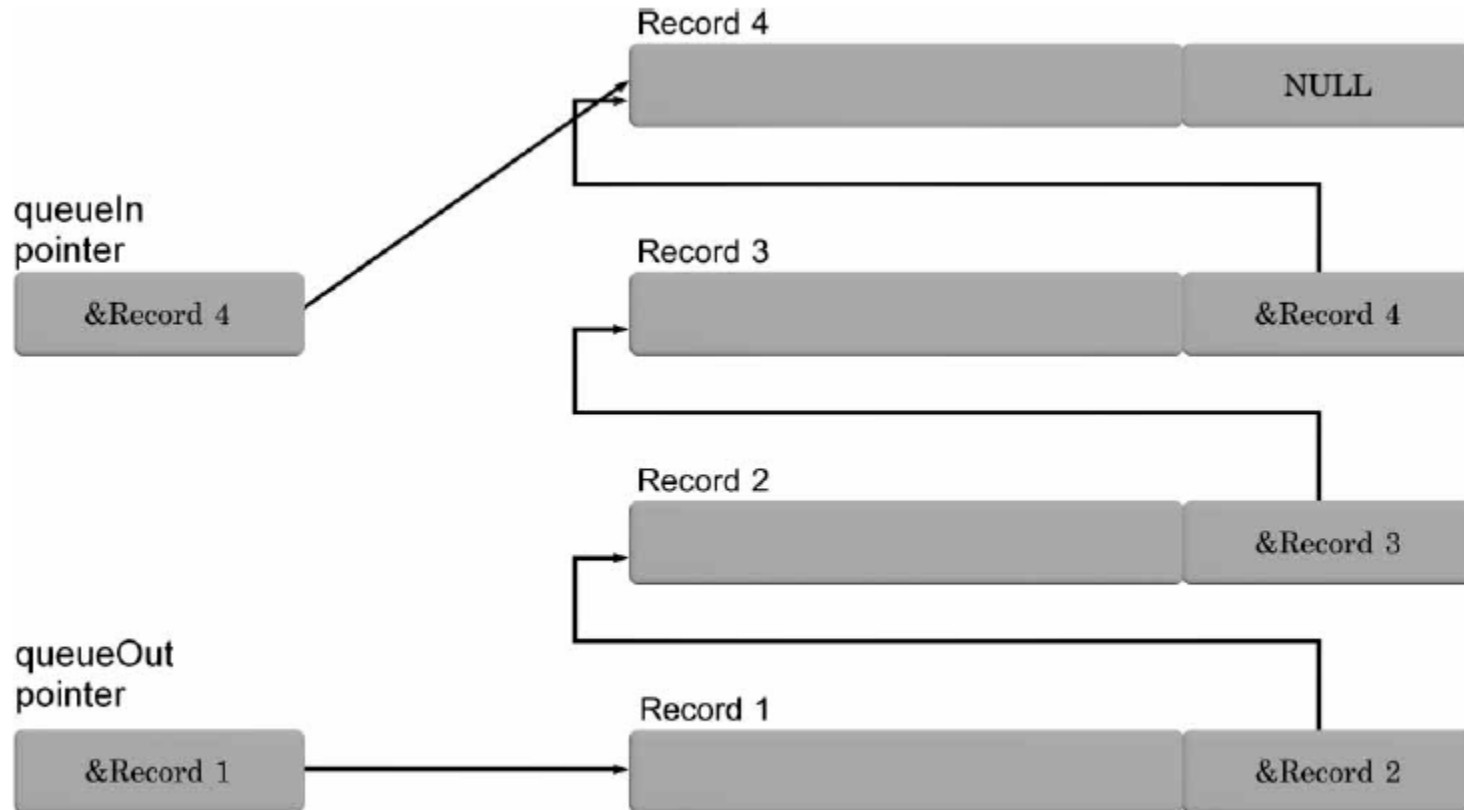 Record 4
NULL
queueIn
pointer
&Record 4
Record 3
&Record 4
Record 2
&Record 3
queueOut
pointer
&Record 1
Record 1
&Record 2